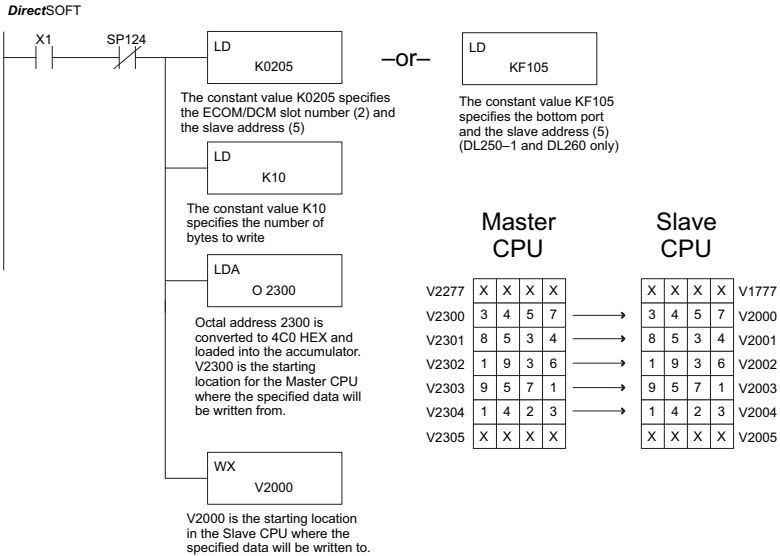 DirectSOFT
X1
SP124
LD
K0205
–or–
LD
KF105
The constant value K0205 specifies
the ECOM/DCM slot number (2) and
the slave address (5)
The constant value KF105
specifies the bottom port
and the slave address (5)
(DL250–1 and DL260 only)
LD
K10
The constant value K10
specifies the number of
bytes to write
LDA
O 2300
Octal address 2300 is
converted to 4C0 HEX and
loaded into the accumulator.
V2300 is the starting
location for the Master CPU
where the specified data will
be written from.
WX
V2000
V2000 is the starting location
in the Slave CPU where the
specified data will be written to.
Master
CPU
Slave
CPU
V2277 X X X X X X X X V1777
V2300 3 4 5 7 3 4 5 7 V2000
V2301 8 5 3 4 8 5 3 4 V2001
V2302 1 9 3 6 1 9 3 6 V2002
V2303 9 5 7 1 9 5 7 1 V2003
V2304 1 4 2 3 1 4 2 3 V2004
V2305 X X X X X X X X V2005